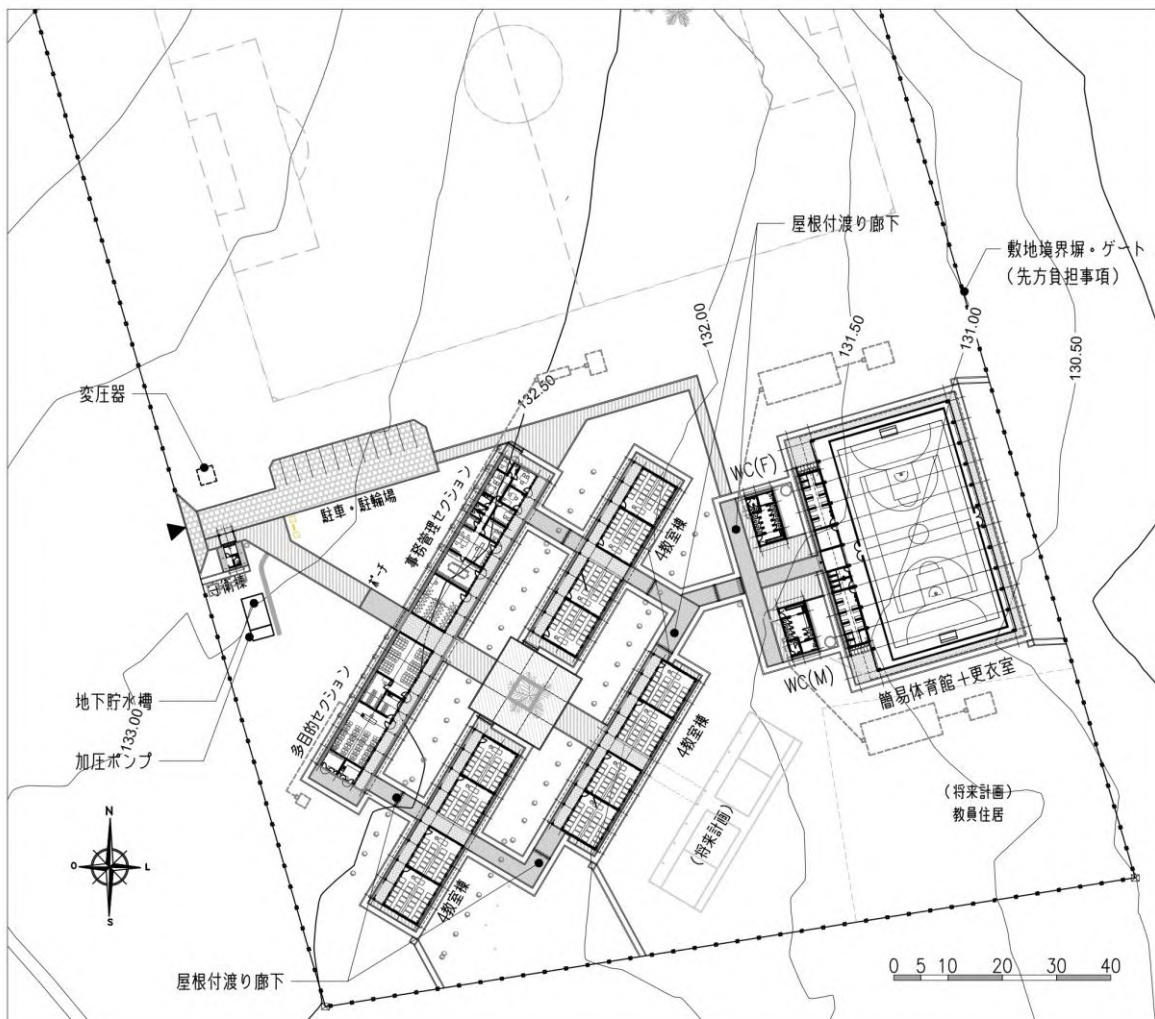 屋根付渡り廊下
敷地境界塀・ゲート
(先方負担事項)
132.00
131.50
131.00
130.50
変圧器
132.50
WC(F)
駐車・駐輪場
事務管理セクション
4教室棟
ポーチ
守衛棟
地下貯水槽
133.00
加圧ポンプ
多目的セクション
WC(M)
簡易体育館+更衣室
4教室棟
(将来計画)
(将来計画)
教員住居
N
O
L
S
4教室棟
屋根付渡り廊下
0 5 10 20 30 40